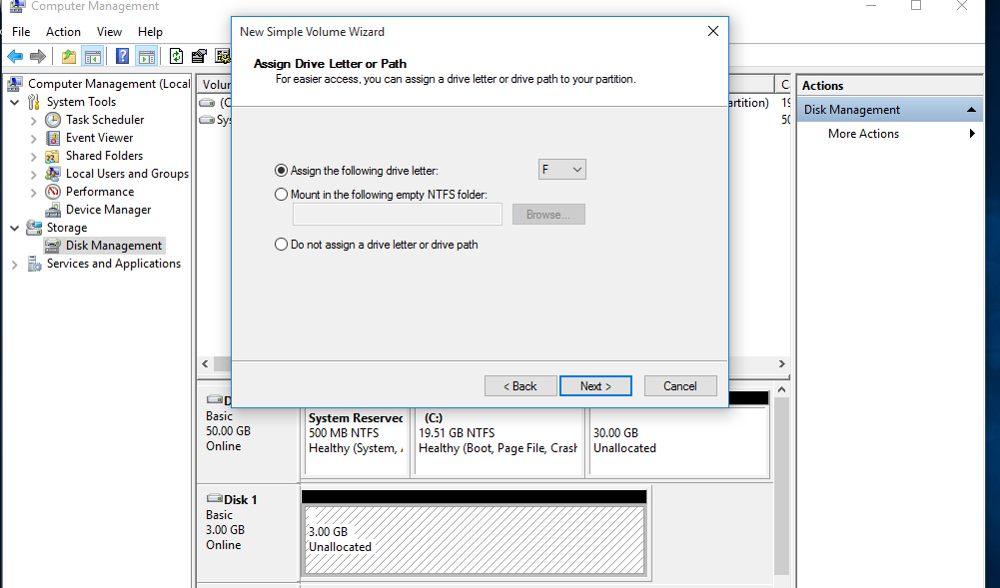 Computer Management
File Action View Help
Computer Management (Local
System Tools
Task Scheduler
Event Viewer
Shared Folders
Local Users and Groups
Performance
Device Manager
Storage
Disk Management
Services and Applications
New Simple Volume Wizard
Assign Drive Letter or Path
For easier access, you can assign a drive letter or drive path to your partition.
Assign the following drive letter: F
Mount in the following empty NTFS folder:
Browse...
Do not assign a drive letter or drive path
< Back Next > Cancel
Actions
Disk Management
More Actions
Basic
50.00 GB
Online
System Reserved
500 MB NTFS
Healthy (System,
(C:)
19.51 GB NTFS
Healthy (Boot, Page File, Crash
30.00 GB
Unallocated
Disk 1
Basic
3.00 GB
Online
3.00 GB
Unallocated